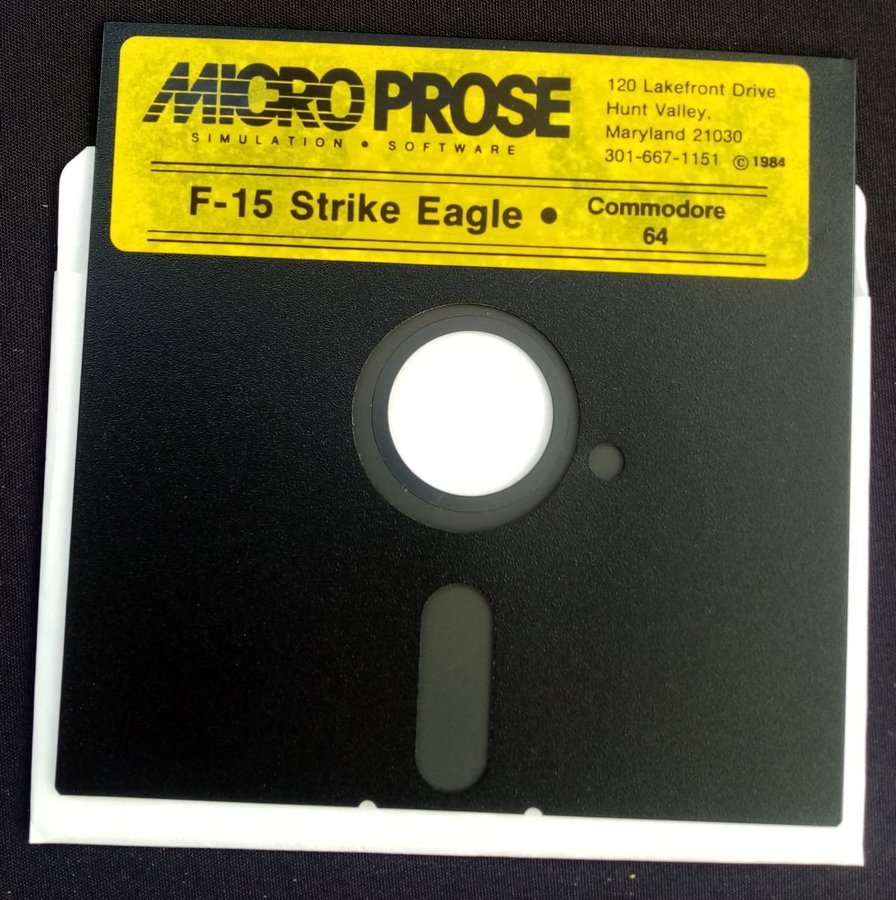 MICRO PROSE
SIMULATION • SOFTWARE
120 Lakefront Drive
Hunt Valley,
Maryland 21030
301-667-1151 © 1984
F-15 Strike Eagle • Commodore
64